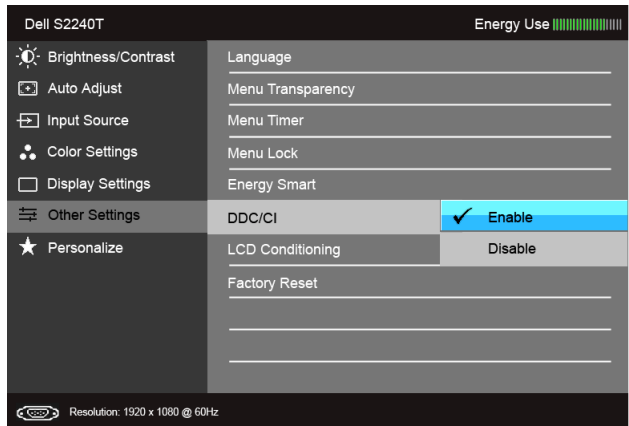 Dell S2240T
Energy Use
Brightness/Contrast
Auto Adjust
Input Source
Color Settings
Display Settings
Other Settings
Personalize
Language
Menu Transparency
Menu Timer
Menu Lock
Energy Smart
DDC/CI
✓ Enable
Disable
LCD Conditioning
Factory Reset
Resolution: 1920 x 1080 @ 60Hz